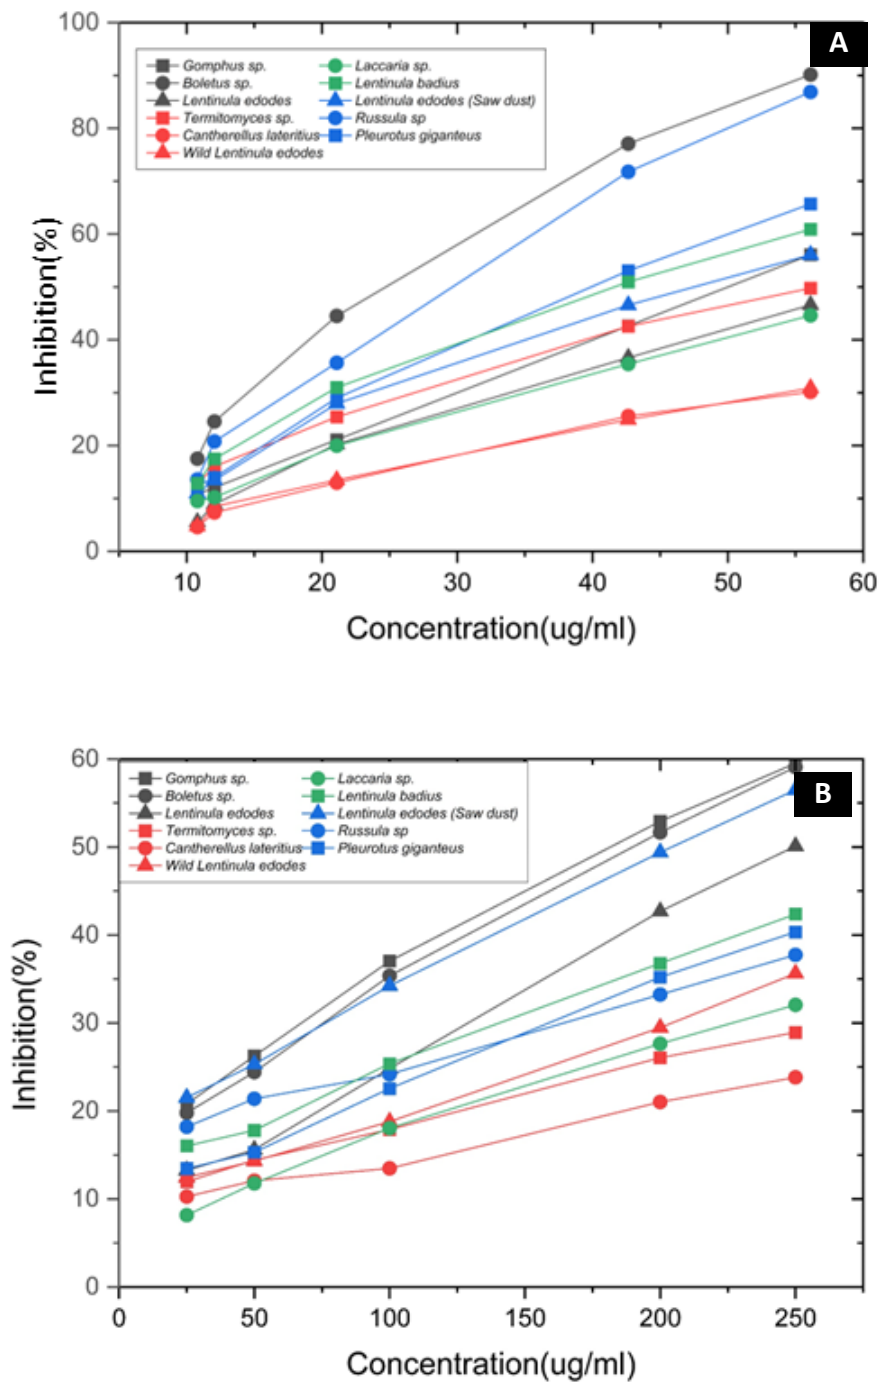 A
Gomphus sp.
Boletus sp.
Lentinula edodes
Termitomyces sp.
Cantherellus lateritius
Wild Lentinula edodes
Laccaria sp.
Lentinula badius
Lentinula edodes (Saw dust)
Russula sp
Pleurotus giganteus
100
80
60
40
20
0
Inhibition(%)
10 20 30 40 50 60
Concentration(ug/ml)
B
Gomphus sp.
Boletus sp.
Lentinula edodes
Termitomyces sp.
Cantherellus lateritius
Wild Lentinula edodes
Laccaria sp.
Lentinula badius
Lentinula edodes (Saw dust)
Russula sp
Pleurotus giganteus
60
50
40
30
20
10
0
Inhibition(%)
0 50 100 150 200 250
Concentration(ug/ml)